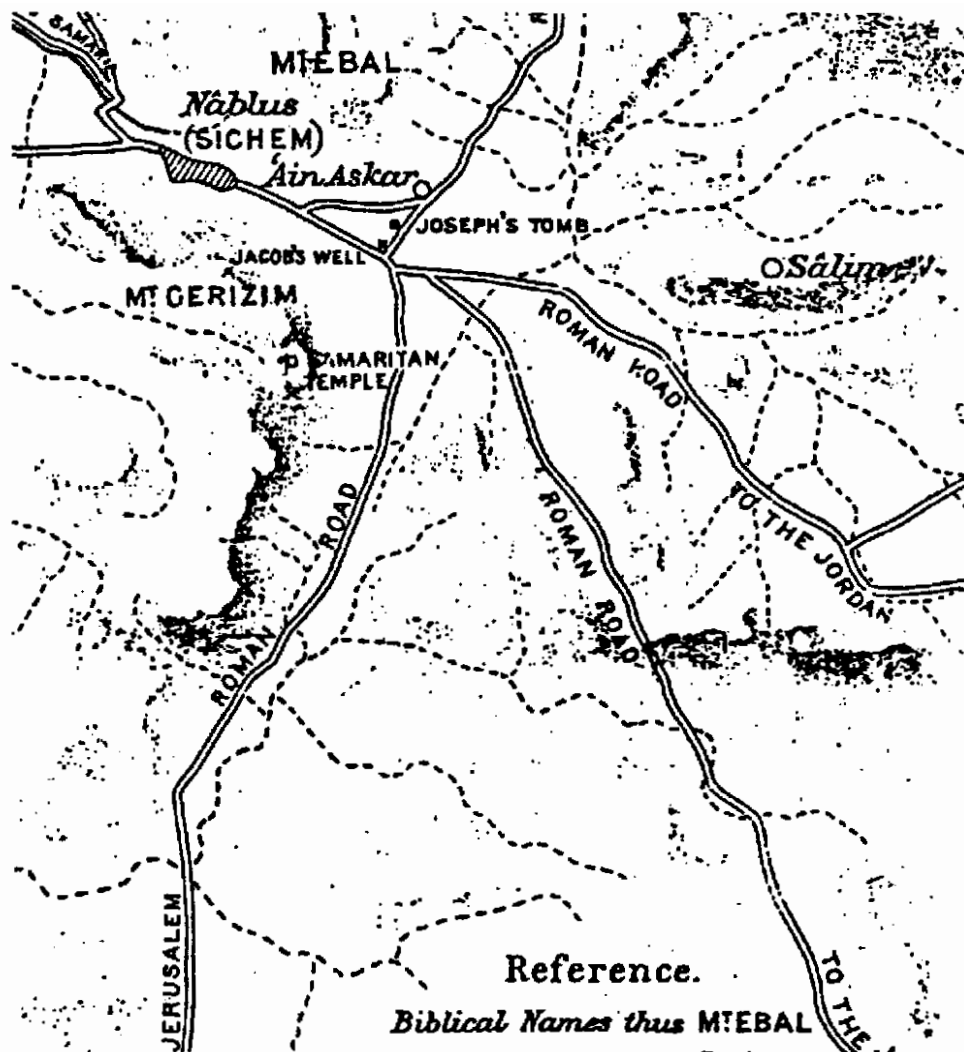 SAMARIA
MT EBAL
Nâblus
(SICHEM)
'Ain Askar
JOSEPH'S TOMB
JACOB'S WELL
Sâlim
MT GERIZIM
ROMAN ROAD
SAMARITAN
TEMPLE
TO THE JORDAN
ROMAN ROAD
ROMAN ROAD
JERUSALEM
TO THE
Reference.
Biblical Names thus MT EBAL